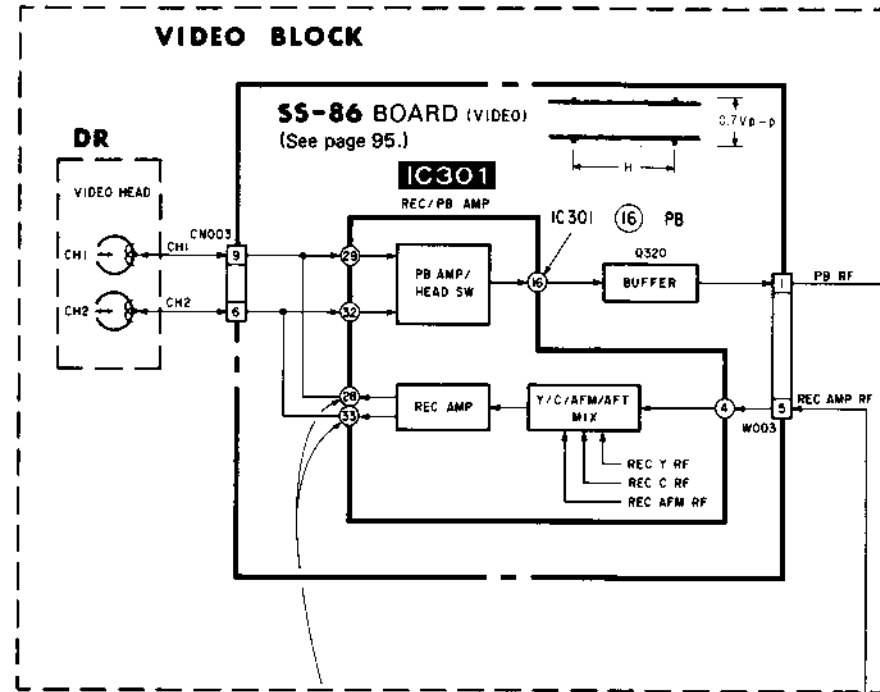 VIDEO BLOCK
SS-86 BOARD (VIDEO)
(See page 95.)
0.7Vp-p
H
DR
VIDEO HEAD
IC301
REC/PB AMP
IC301 16 PB
CH1
CH1
CN003
9
29
PB AMP/
HEAD SW
16
Q320
BUFFER
1
PB RF
CH2
CH2
6
32
28
33
REC AMP
Y/C/AFM/AFT
MIX
4
W003
5
REC AMP RF
REC Y RF
REC C RF
REC AFM RF